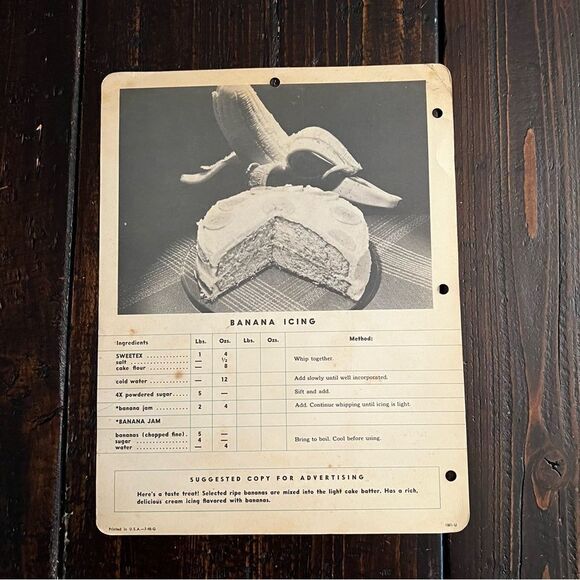 BANANA ICING
Ingredients Lbs. Ozs. Lbs. Ozs. Method:
SWEETEX ............ 1 4
salt ................ — ½ Whip together.
cake flour ........... — 8
cold water ........... — 12 Add slowly until well incorporated.
4X powdered sugar..... 5 — Sift and add.
*banana jam .......... 2 4 Add. Continue whipping until icing is light.
*BANANA JAM
bananas (chopped fine). 5 —
sugar ............... 4 — Bring to boil. Cool before using.
water ............... — 4
SUGGESTED COPY FOR ADVERTISING
Here's a taste treat! Selected ripe bananas are mixed into the light cake batter. Has a rich,
delicious cream icing flavored with bananas.
Printed in U.S.A.